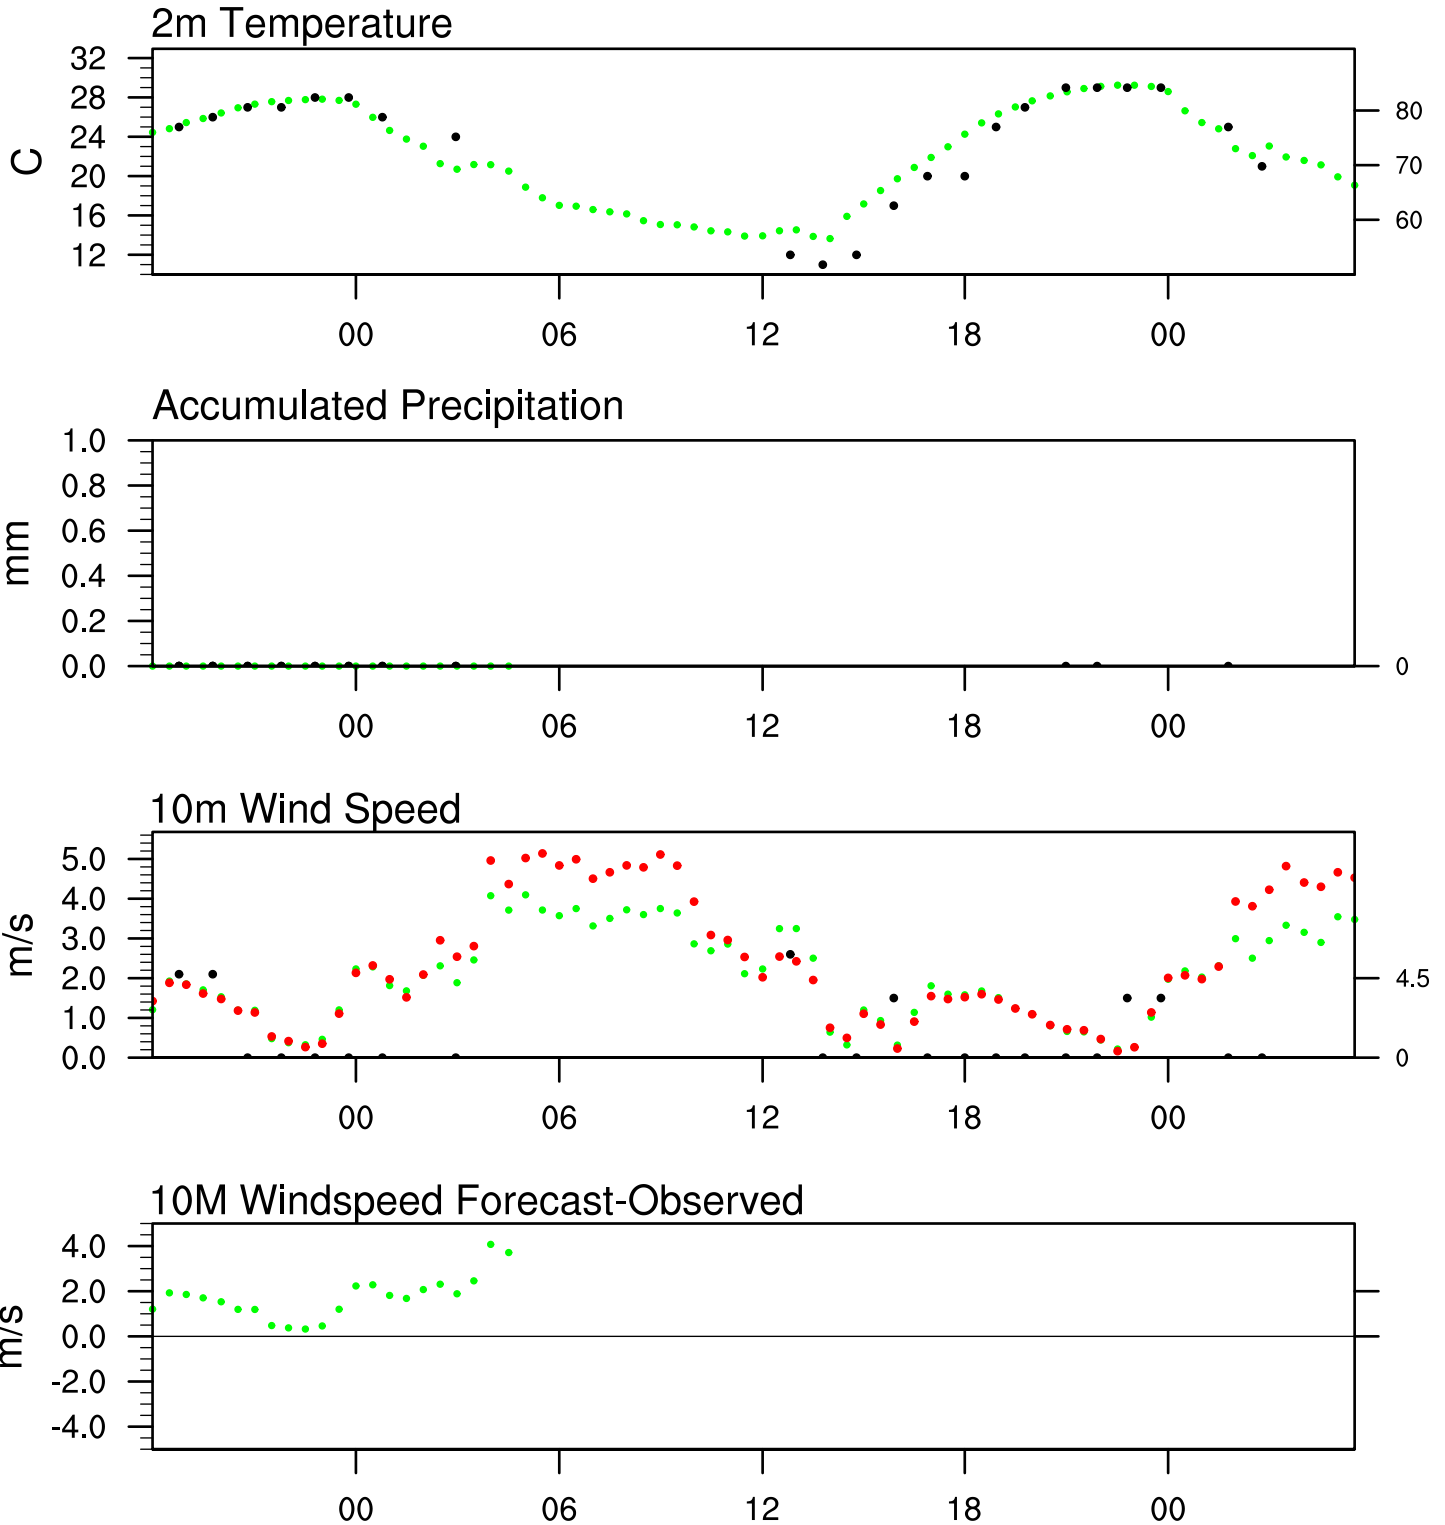 2m Temperature
32
28
24
20
16
12
C
80
70
60
00 06 12 18 00
Accumulated Precipitation
1.0
0.8
0.6
0.4
0.2
0.0
mm
0
00 06 12 18 00
10m Wind Speed
5.0
4.0
3.0
2.0
1.0
0.0
m/s
4.5
0
00 06 12 18 00
10M Windspeed Forecast-Observed
4.0
2.0
0.0
-2.0
-4.0
m/s
00 06 12 18 00